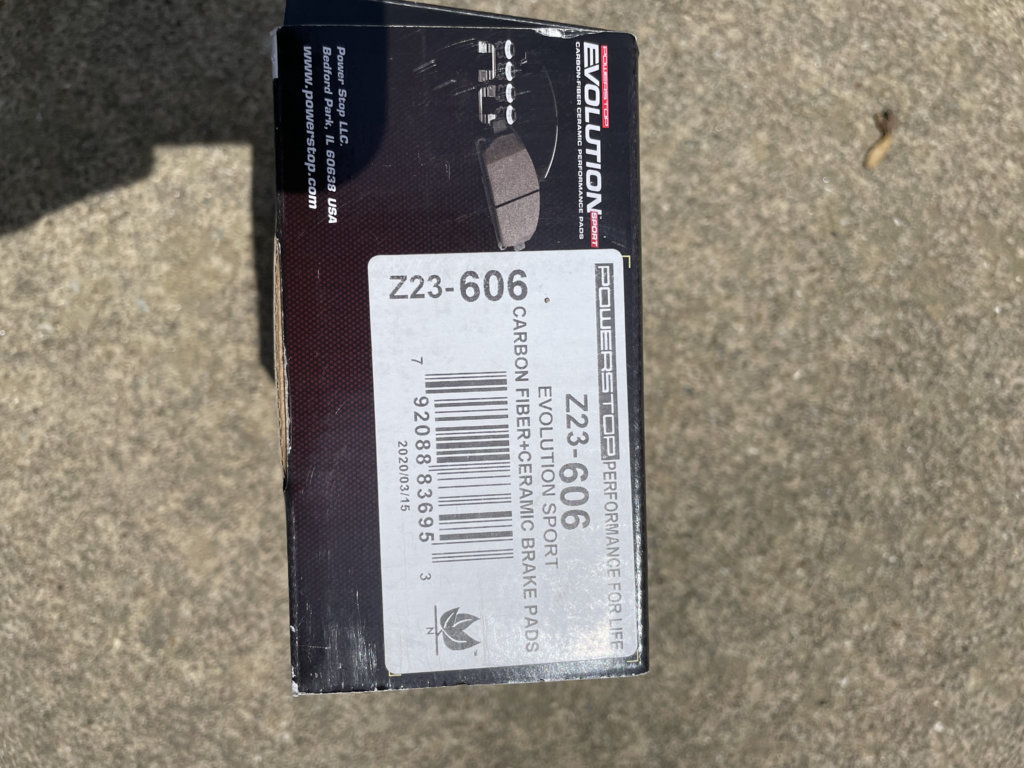 POWERSTOP
EVOLUTION SPORT
CARBON-FIBER CERAMIC PERFORMANCE PADS
Power Stop LLC.
Bedford Park, IL 60638 USA
www.powerstop.com
POWERSTOP. PERFORMANCE FOR LIFE
Z23-606
EVOLUTION SPORT
CARBON FIBER+CERAMIC BRAKE PADS
Z23-606
7 92088 83695 3
2020/03/15
N
TM